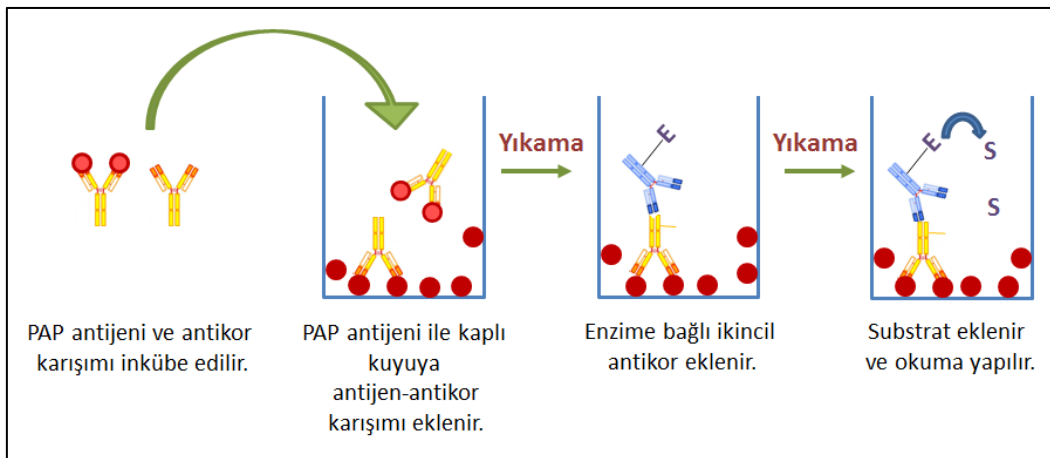 Yıkama
Yıkama
E
E
S
S
PAP antijeni ve antikor
karışımı inkübe edilir.
PAP antijeni ile kaplı
kuyuya
antijen-antikor
karışımı eklenir.
Enzime bağlı ikincil
antikor eklenir.
Substrat eklenir
ve okuma yapılır.